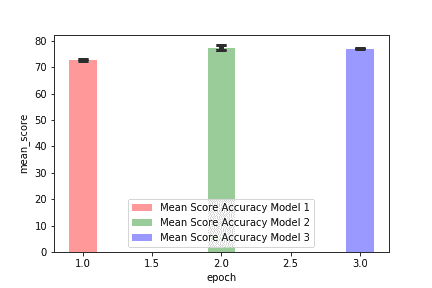 80
70
60
50
40
30
20
10
0
mean_score
Mean Score Accuracy Model 1
Mean Score Accuracy Model 2
Mean Score Accuracy Model 3
1.0 1.5 2.0 2.5 3.0
epoch